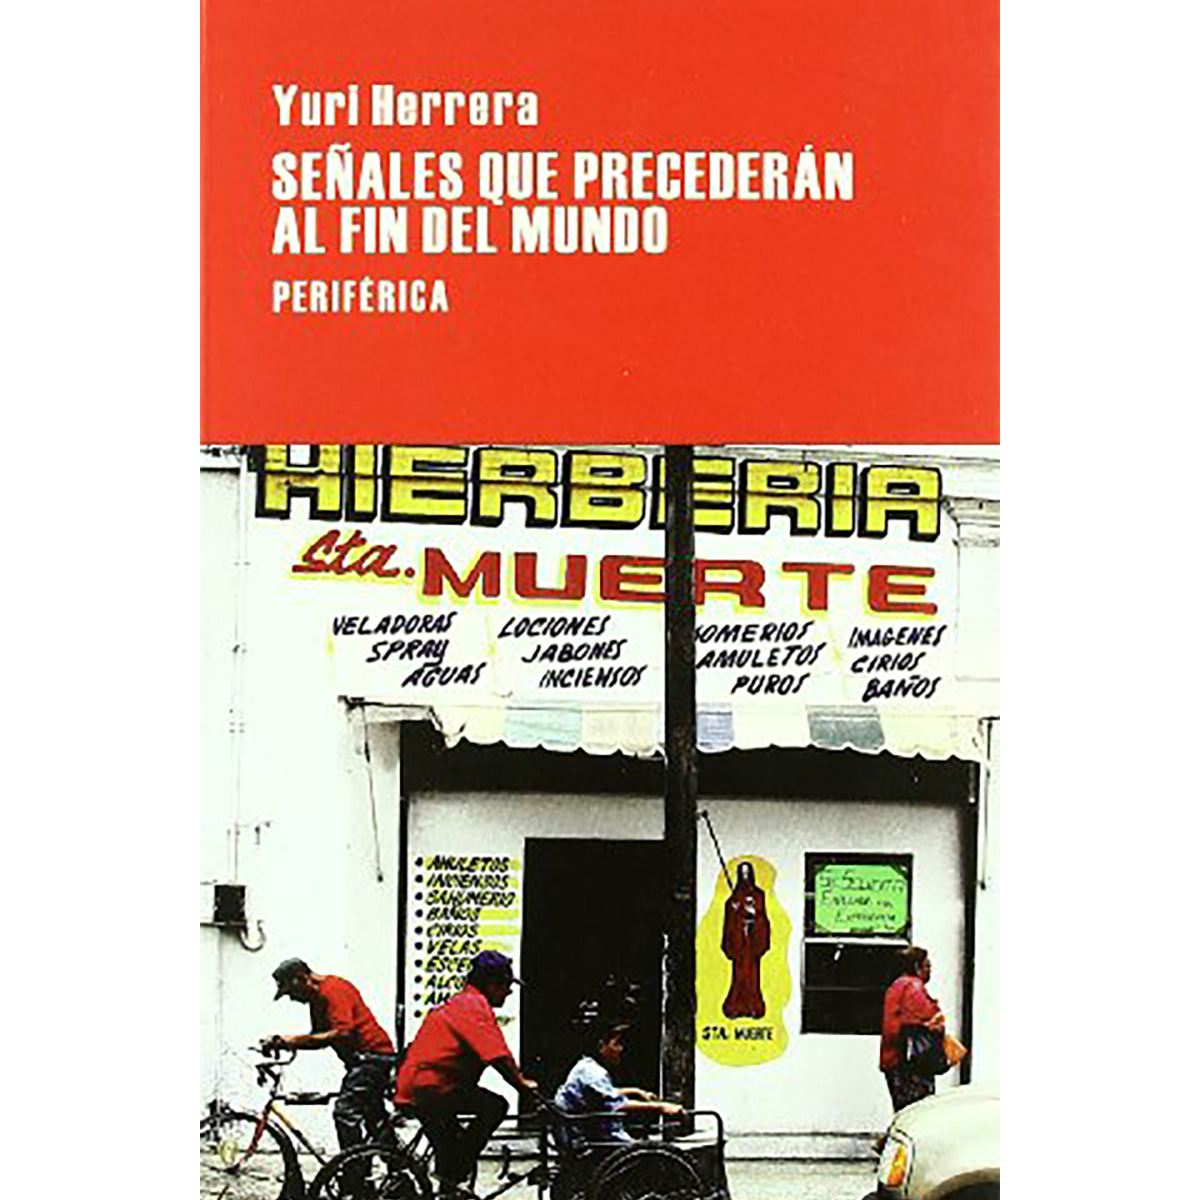 Yuri Herrera
SEÑALES QUE PRECEDERÁN
AL FIN DEL MUNDO
PERIFÉRICA
HIERBERIA
Sta. MUERTE
VELADORAS
SPRAY
AGUAS
LOCIONES
JABONES
INCIENSOS
SOMERIOS
AMULETOS
PUROS
IMAGENES
CIRIOS
BAÑOS
• AMULETOS
• INCIENSOS
• SAHUMERIO
• BAÑOS
• CIRIOS
• VELAS
STA. MUERTE